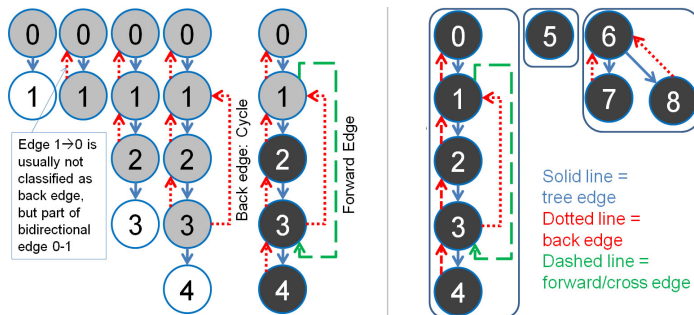 0 0 0 0 0
1 1 1 1 1
2 2 2
3 3 3
4 4
Edge 1→0 is
usually not
classified as
back edge,
but part of
bidirectional
edge 0-1
Back edge: Cycle
Forward Edge
0 5 6
1 7 8
2
3
4
Solid line =
tree edge
Dotted line =
back edge
Dashed line =
forward/cross edge